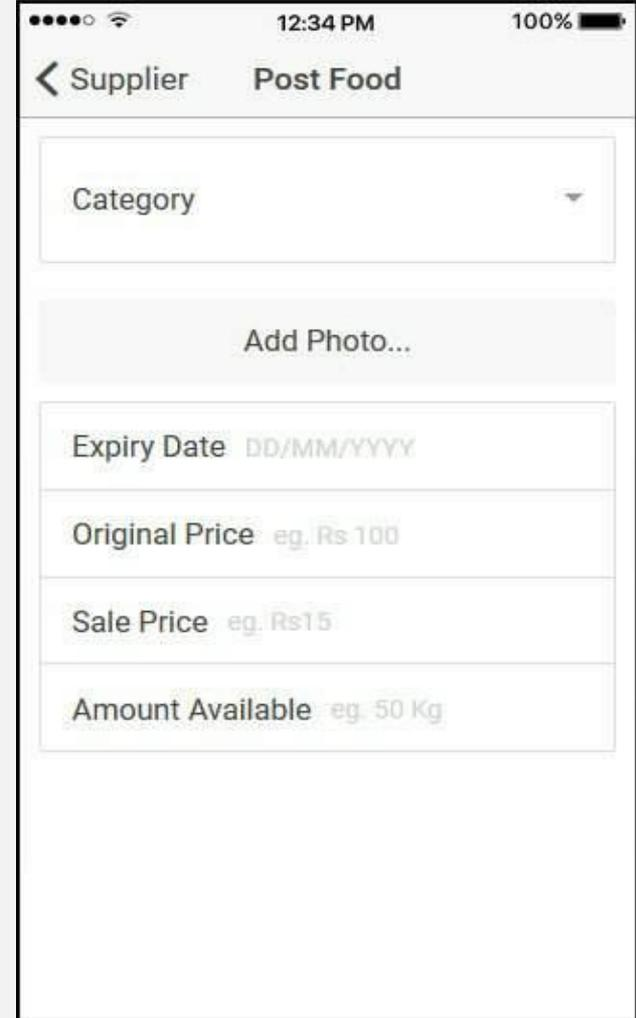 12:34 PM 100%
Supplier Post Food
Category
Add Photo...
Expiry Date DD/MM/YYYY
Original Price eg. Rs 100
Sale Price eg. Rs15
Amount Available eg. 50 Kg